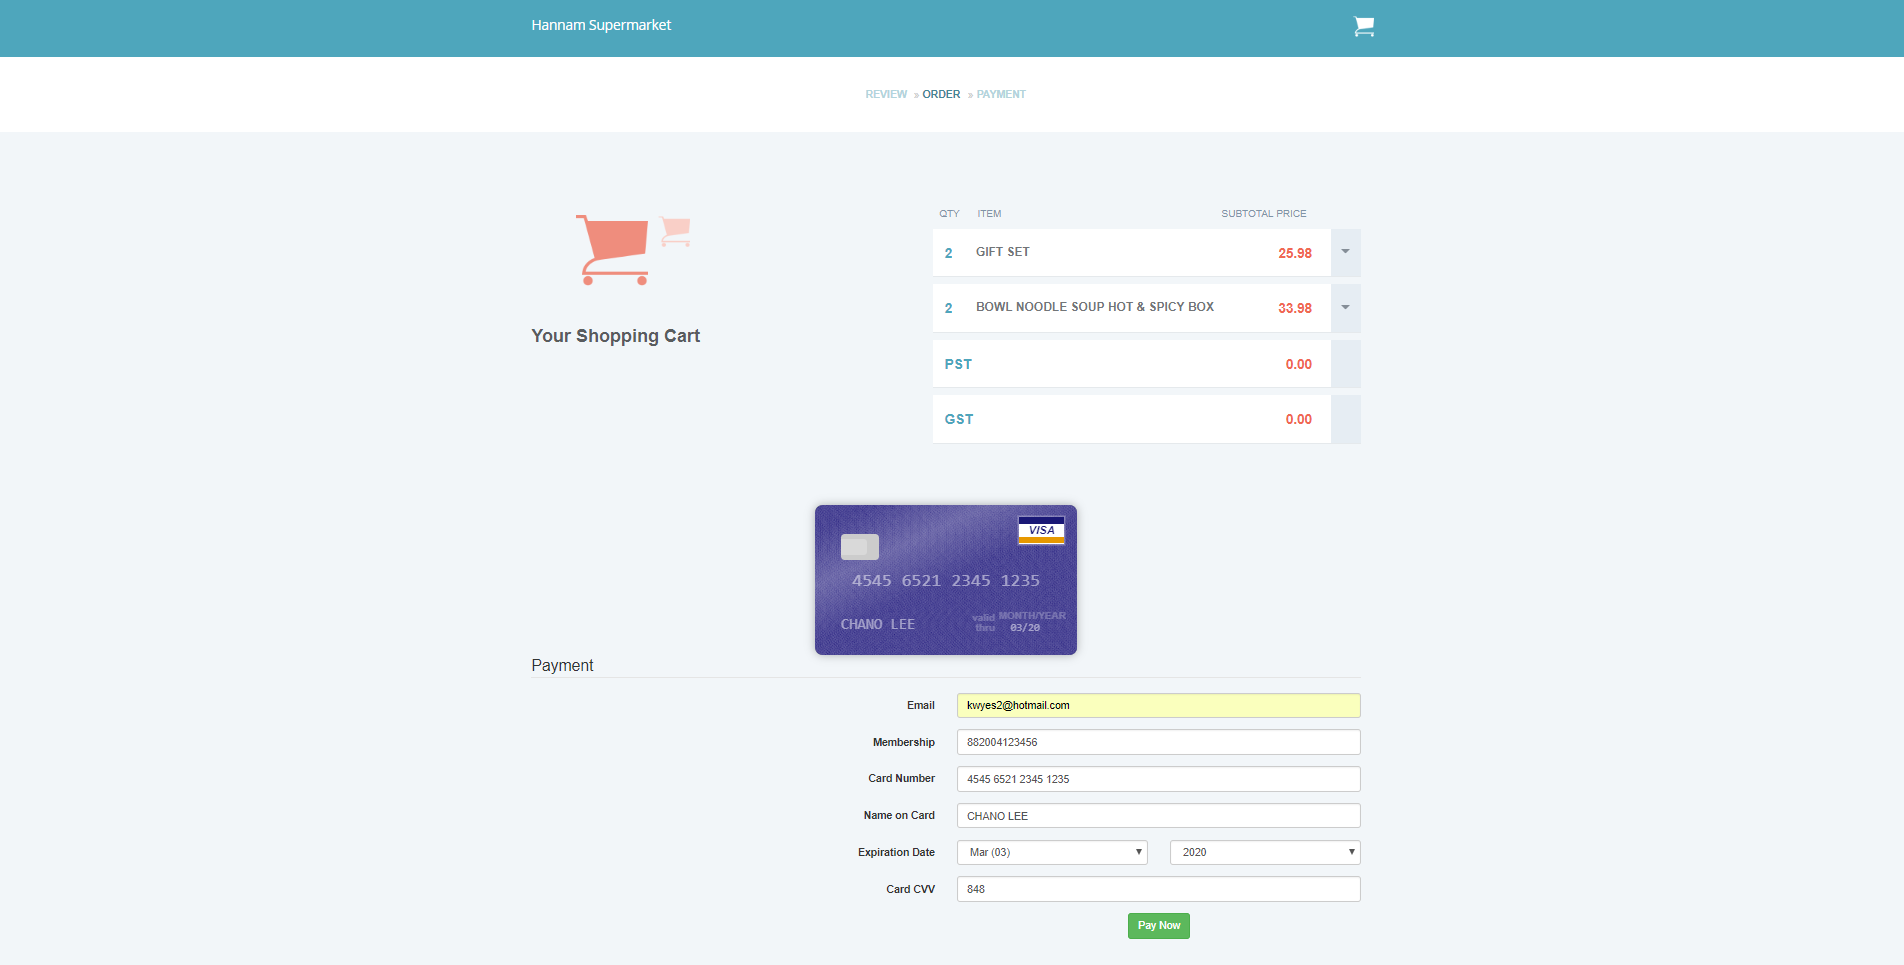 Hannam Supermarket
REVIEW » ORDER » PAYMENT
QTY ITEM SUBTOTAL PRICE
2 GIFT SET 25.98
2 BOWL NOODLE SOUP HOT & SPICY BOX 33.98
PST 0.00
GST 0.00
Your Shopping Cart
VISA
4545 6521 2345 1235
valid thru MONTH/YEAR
CHANO LEE 03/20
Payment
Email kwyes2@hotmail.com
Membership 882004123456
Card Number 4545 6521 2345 1235
Name on Card CHANO LEE
Expiration Date Mar (03) 2020
Card CVV 848
Pay Now